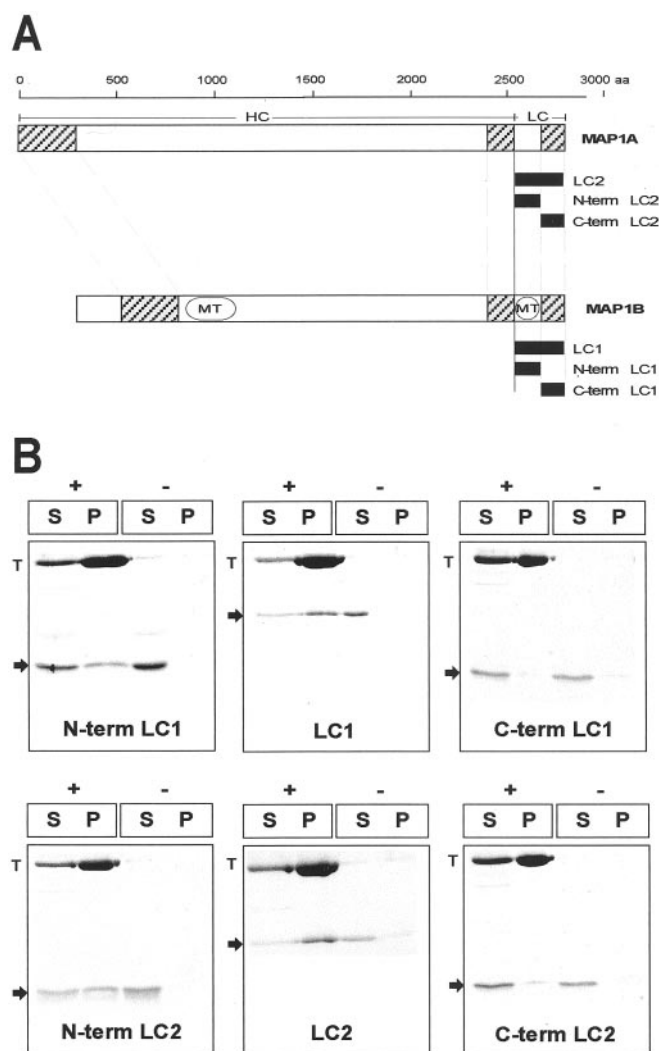 A
0 500 1000 1500 2000 2500 3000 aa
HC LC
MAP1A
LC2
N-term LC2
C-term LC2
MT MT
MAP1B
LC1
N-term LC1
C-term LC1
B
+ - + - + -
S P S P S P S P S P S P
T T T
N-term LC1 LC1 C-term LC1
+ - + - + -
S P S P S P S P S P S P
T T T
N-term LC2 LC2 C-term LC2